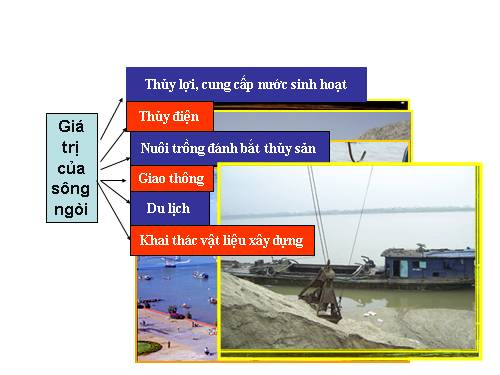 Giá
trị
của
sông
ngòi
Thủy lợi, cung cấp nước sinh hoạt
Thủy điện
Nuôi trồng đánh bắt thủy sản
Giao thông
Du lịch
Khai thác vật liệu xây dựng